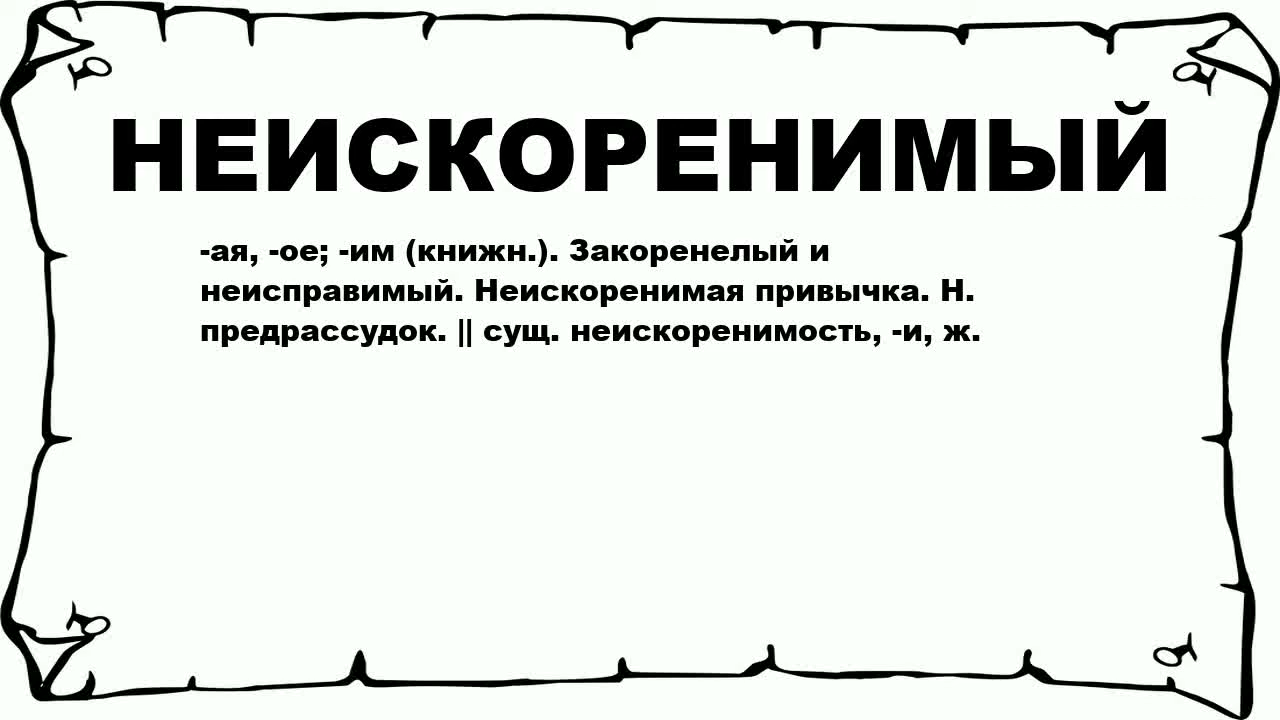 НЕИСКОРЕНИМЫЙ
-ая, -ое; -им (книжн.). Закоренелый и
неисправимый. Неискоренимая привычка. Н.
предрассудок. || сущ. неискоренимость, -и, ж.